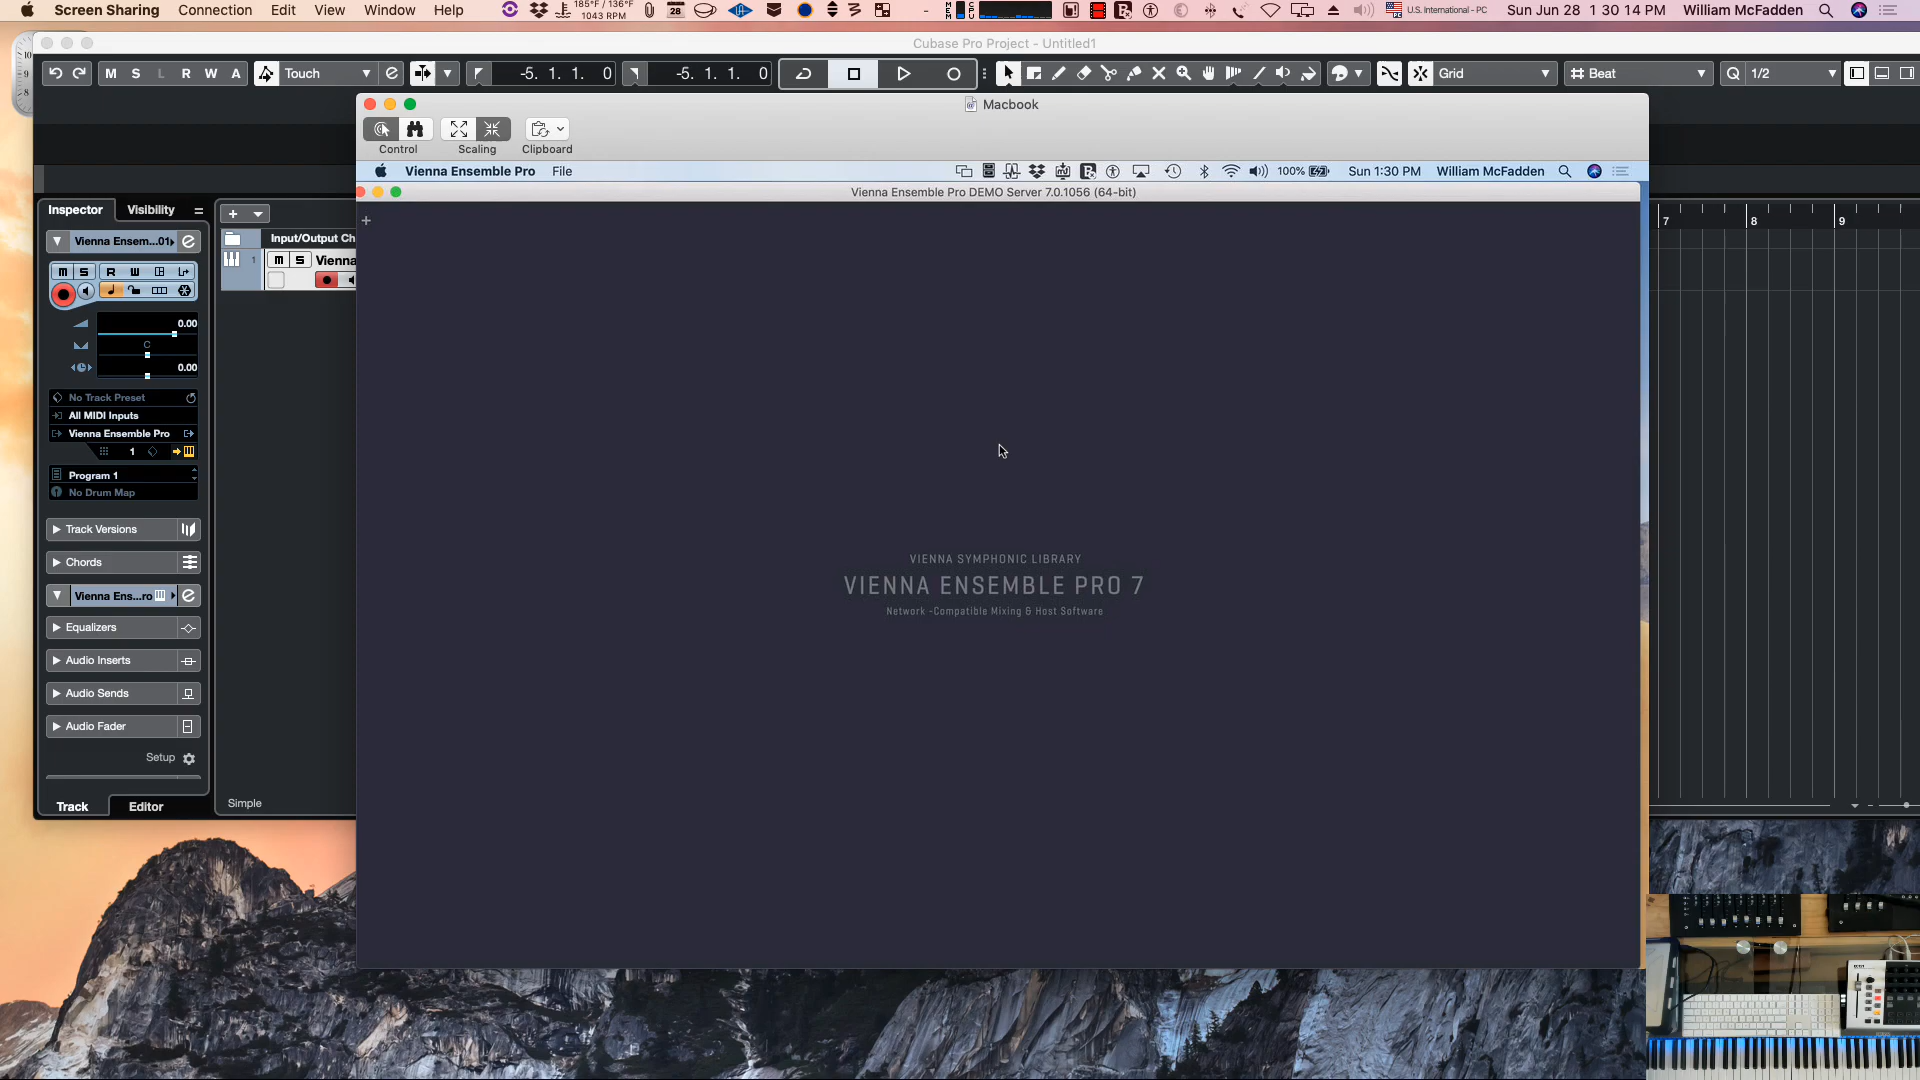 Screen Sharing Connection Edit View Window Help
185°F / 136°F
1043 RPM
28
MEM CPU
U.S. International - PC Sun Jun 28 1 30 14 PM William McFadden
Cubase Pro Project - Untitled1
M S L R W A Touch -5. 1. 1. 0 -5. 1. 1. 0 Grid Beat Q 1/2
Macbook
Control Scaling Clipboard
Vienna Ensemble Pro File 100% Sun 1:30 PM William McFadden
Vienna Ensemble Pro DEMO Server 7.0.1056 (64-bit)
Inspector Visibility
Vienna Ensem...01
M S R W
0.00
C
0.00
No Track Preset
All MIDI Inputs
Vienna Ensemble Pro
1
Program 1
No Drum Map
Track Versions
Chords
Vienna Ens...ro
Equalizers
Audio Inserts
Audio Sends
Audio Fader
Setup
Track Editor
Input/Output Ch
1 M S Vienna
Simple
7 8 9
VIENNA SYMPHONIC LIBRARY
VIENNA ENSEMBLE PRO 7
Network -Compatible Mixing & Host Software